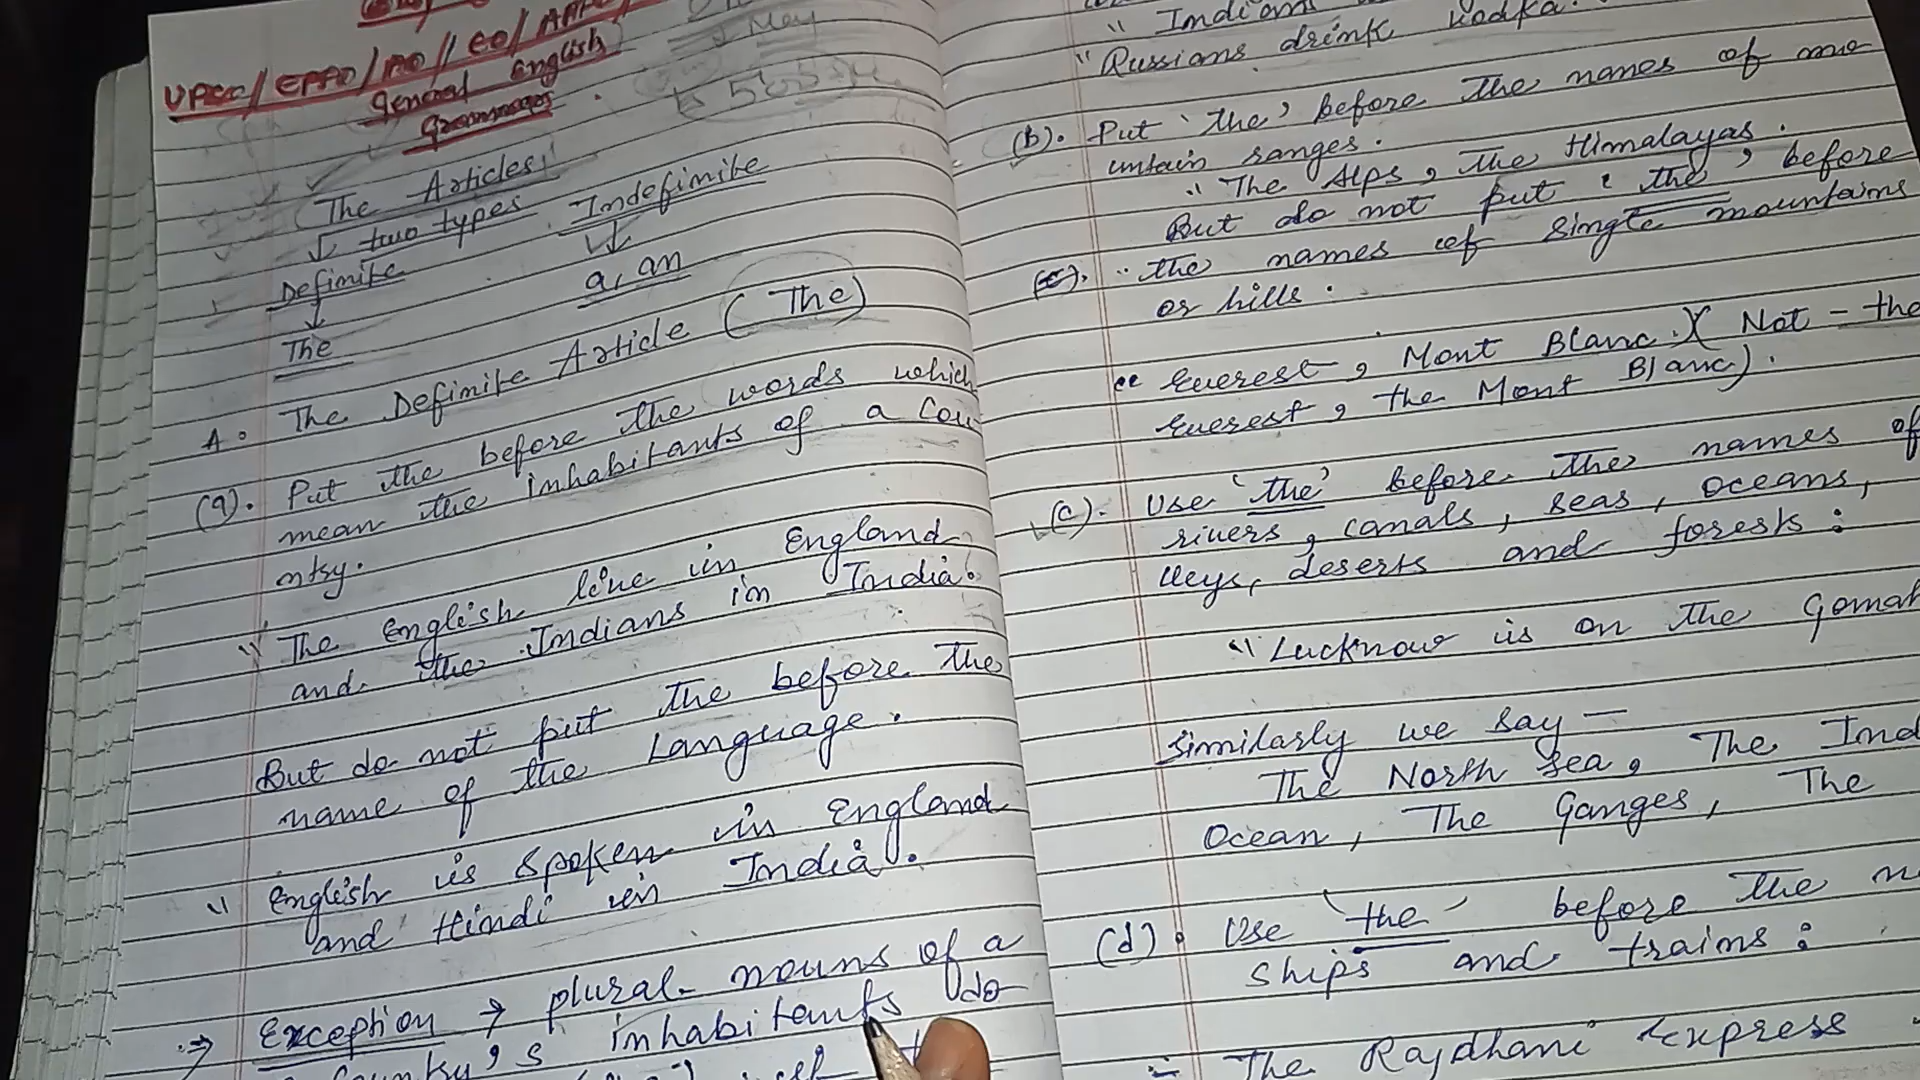 UPSC/EPFO/AO//EO/
General English
Grammar
The Articles
two types
Definite
Indefinite
The
a, an
A. The Definite Article (The)
(a). Put the before the words which
mean the inhabitants of a cou
ntry.
" The English live in England
and the Indians in India.
But do not put the before the
name of the Language.
" English is spoken in England
and Hindi in India.
⇒ Exception → plural nouns of a
Country's inhabitants do
" Indians
" Russians drink vodka.
(b). Put 'the' before the names of mo
untain ranges.
" The Alps, The Himalayas.
But do not put 'the' before
the names of Single mountains
or hills.
Everest, Mont Blanc. (Not - the
Everest, the Mont Blanc).
(c). Use 'the' before the names of
rivers, canals, seas, oceans,
lleys, deserts and forests:
" Lucknow is on the Gomat
Similarly we say —
The North Sea, The Ind
Ocean, The Ganges, The
(d). Use 'the' before the n
ships and trains:
The Rajdhani Express